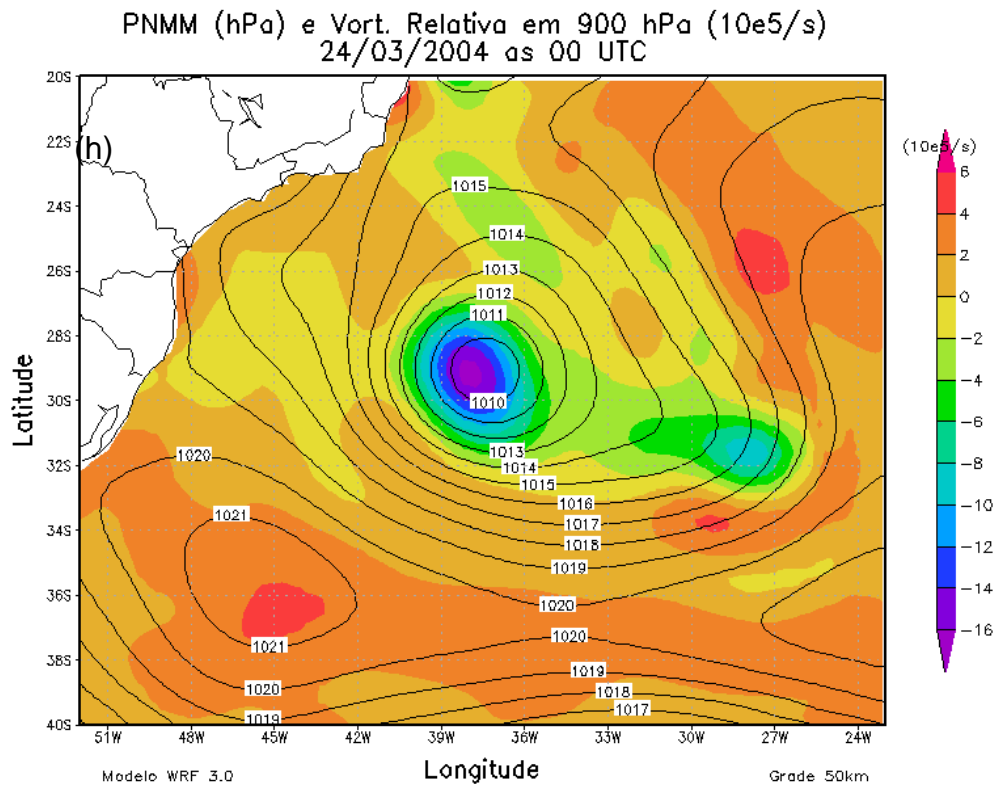 PNMM (hPa) e Vort. Relativa em 900 hPa (10e5/s)
24/03/2004 as 00 UTC
(h)
(10e5/s)
20S
22S
24S
26S
28S
30S
32S
34S
36S
38S
40S
Latitude
1015
1014
1013
1012
1011
1010
1013
1014
1015
1016
1017
1018
1019
1020
1020
1019
1018
1017
1020
1021
1021
1020
1019
6
4
2
0
−2
−4
−6
−8
−10
−12
−14
−16
51W 48W 45W 42W 39W 36W 33W 30W 27W 24W
Longitude
Modelo WRF 3.0
Grade 50km